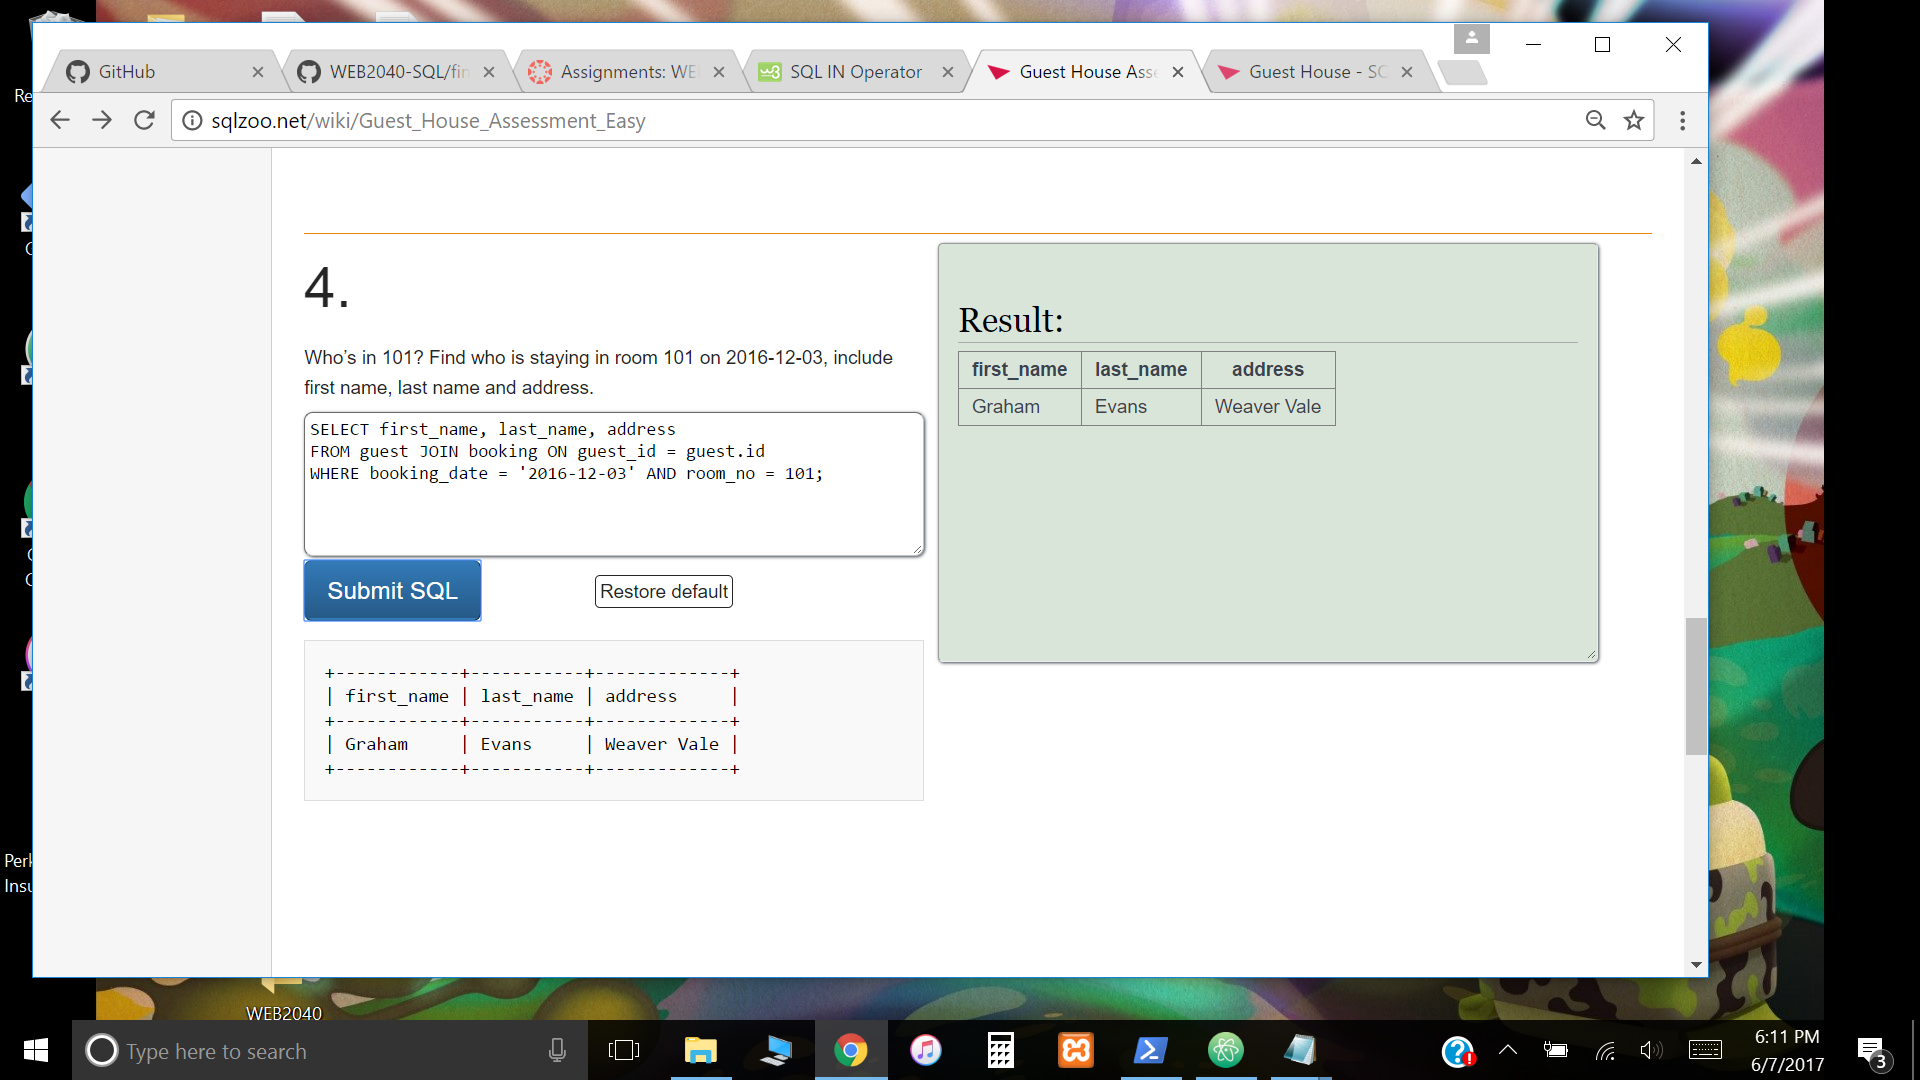 GitHub
WEB2040-SQL/fin
Assignments: WE
SQL IN Operator
Guest House Asse
Guest House - SC
sqlzoo.net/wiki/Guest_House_Assessment_Easy
4.
Who’s in 101? Find who is staying in room 101 on 2016-12-03, include
first name, last name and address.
SELECT first_name, last_name, address
FROM guest JOIN booking ON guest_id = guest.id
WHERE booking_date = '2016-12-03' AND room_no = 101;
Submit SQL
Restore default
+------------+-----------+-------------+
| first_name | last_name | address     |
+------------+-----------+-------------+
| Graham     | Evans     | Weaver Vale |
+------------+-----------+-------------+
Result:
first_name last_name address
Graham Evans Weaver Vale
Re
Perk
Insu
WEB2040
Type here to search
6:11 PM
6/7/2017
3